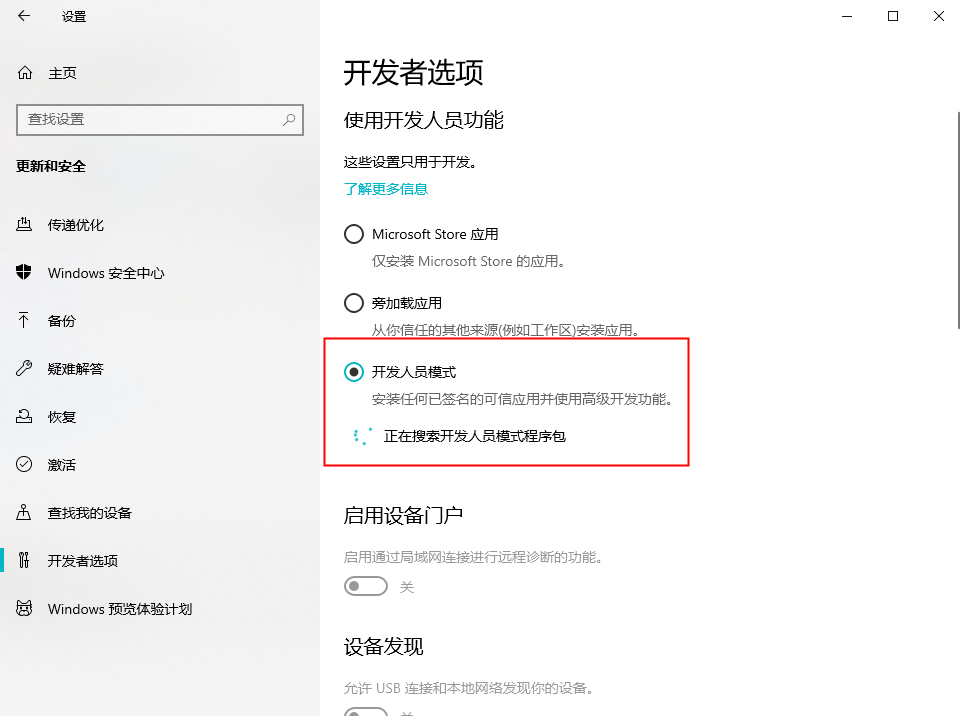 设置
主页
查找设置
更新和安全
传递优化
Windows 安全中心
备份
疑难解答
恢复
激活
查找我的设备
开发者选项
Windows 预览体验计划
开发者选项
使用开发人员功能
这些设置只用于开发。
了解更多信息
Microsoft Store 应用
仅安装 Microsoft Store 的应用。
旁加载应用
从你信任的其他来源(例如工作区)安装应用。
开发人员模式
安装任何已签名的可信应用并使用高级开发功能。
正在搜索开发人员模式程序包
启用设备门户
启用通过局域网连接进行远程诊断的功能。
关
设备发现
允许 USB 连接和本地网络发现你的设备。